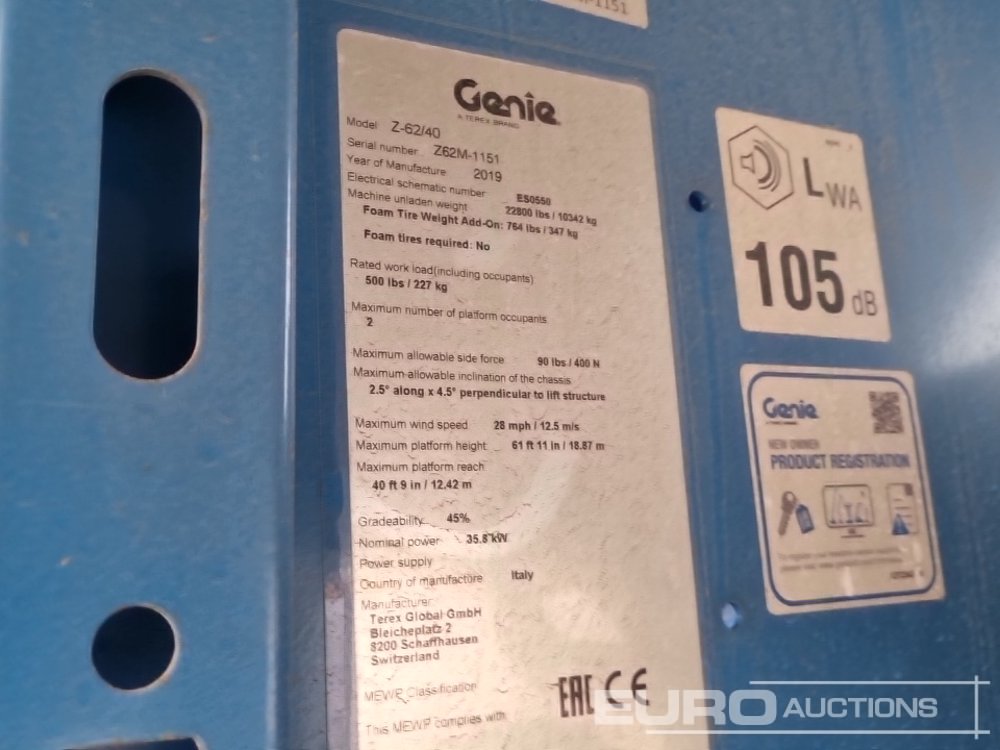 -1151
Genie
A TEREX BRAND
Model Z-62/40
Serial number Z62M-1151
Year of Manufacture 2019
Electrical schematic number ES0550
Machine unladen weight 22800 lbs / 10342 kg
Foam Tire Weight Add-On: 764 lbs / 347 kg
Foam tires required: No
Rated work load(including occupants)
500 lbs / 227 kg
Maximum number of platform occupants
2
Maximum allowable side force 90 lbs / 400 N
Maximum allowable inclination of the chassis
2.5° along x 4.5° perpendicular to lift structure
Maximum wind speed 28 mph / 12.5 m/s
Maximum platform height 61 ft 11 in / 18.87 m
Maximum platform reach
40 ft 9 in / 12.42 m
Gradeability 45%
Nominal power 35.8 kW
Power supply
Country of manufacture Italy
Manufacturer
Terex Global GmbH
Bleicheplatz 2
8200 Schaffhausen
Switzerland
MEWP Classification
This MEWP complies with
EAC CE
LWA
105 dB
Genie
NEW OWNER
PRODUCT REGISTRATION
EURO AUCTIONS